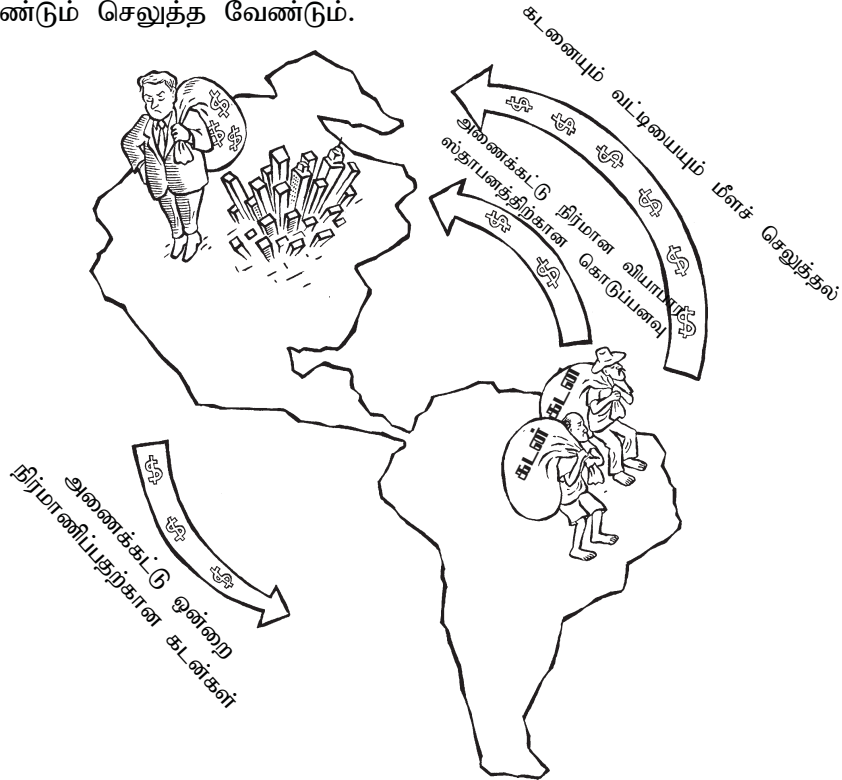 ண்டும் செலுத்த வேண்டும்.
கடனையும் வட்டியையும் மீளச் செலுத்தல்
அணைக்கட்டு நிர்மான வியாபார
ஸ்தாபனத்திற்கான கொடுப்பனவு
கடன்
கடன்
அணைக்கட்டு ஒன்றை
நிர்மாணிப்பதற்கான கடன்கள்